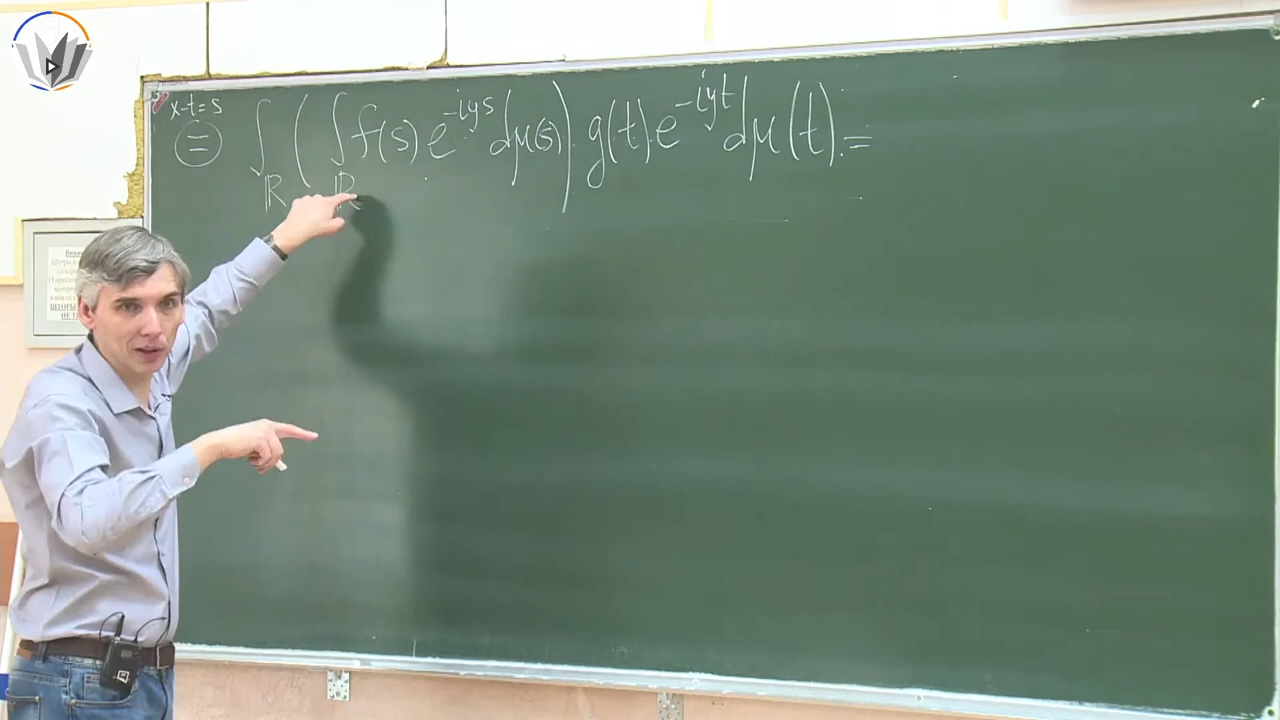 x-t=s
= ∫_ℝ ( ∫_ℝ f(s) e^{-iys} dμ(s) ) g(t) e^{-iyt} dμ(t) =